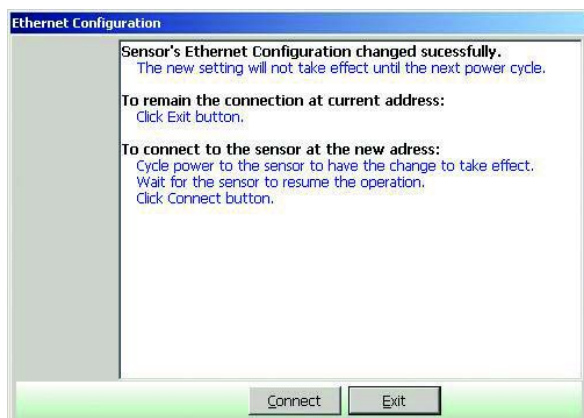 Ethernet Configuration
Sensor's Ethernet Configuration changed sucessfully.
The new setting will not take effect until the next power cycle.
To remain the connection at current address:
Click Exit button.
To connect to the sensor at the new adress:
Cycle power to the sensor to have the change to take effect.
Wait for the sensor to resume the operation.
Click Connect button.
Connect Exit